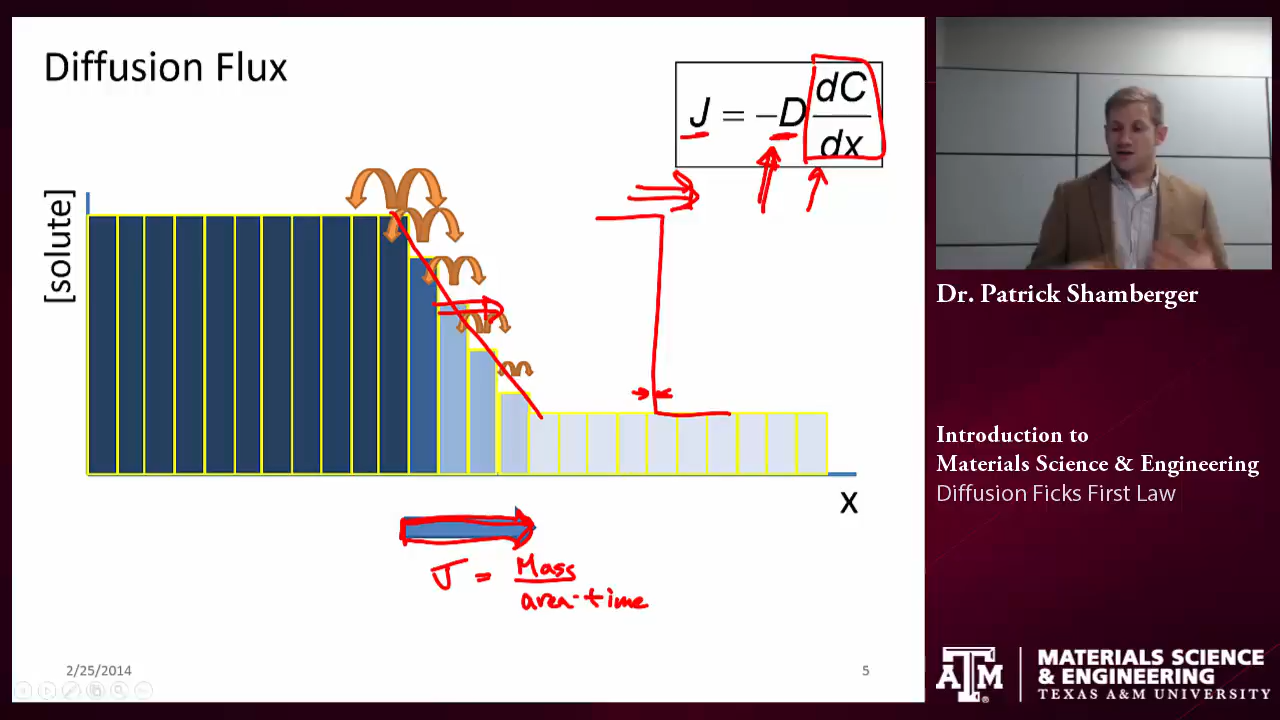 Diffusion Flux
J = −D dC/dx
[solute]
x
J = Mass / area·time
2/25/2014
5
Dr. Patrick Shamberger
Introduction to
Materials Science & Engineering
Diffusion Ficks First Law
ATM
MATERIALS SCIENCE
& ENGINEERING
TEXAS A&M UNIVERSITY